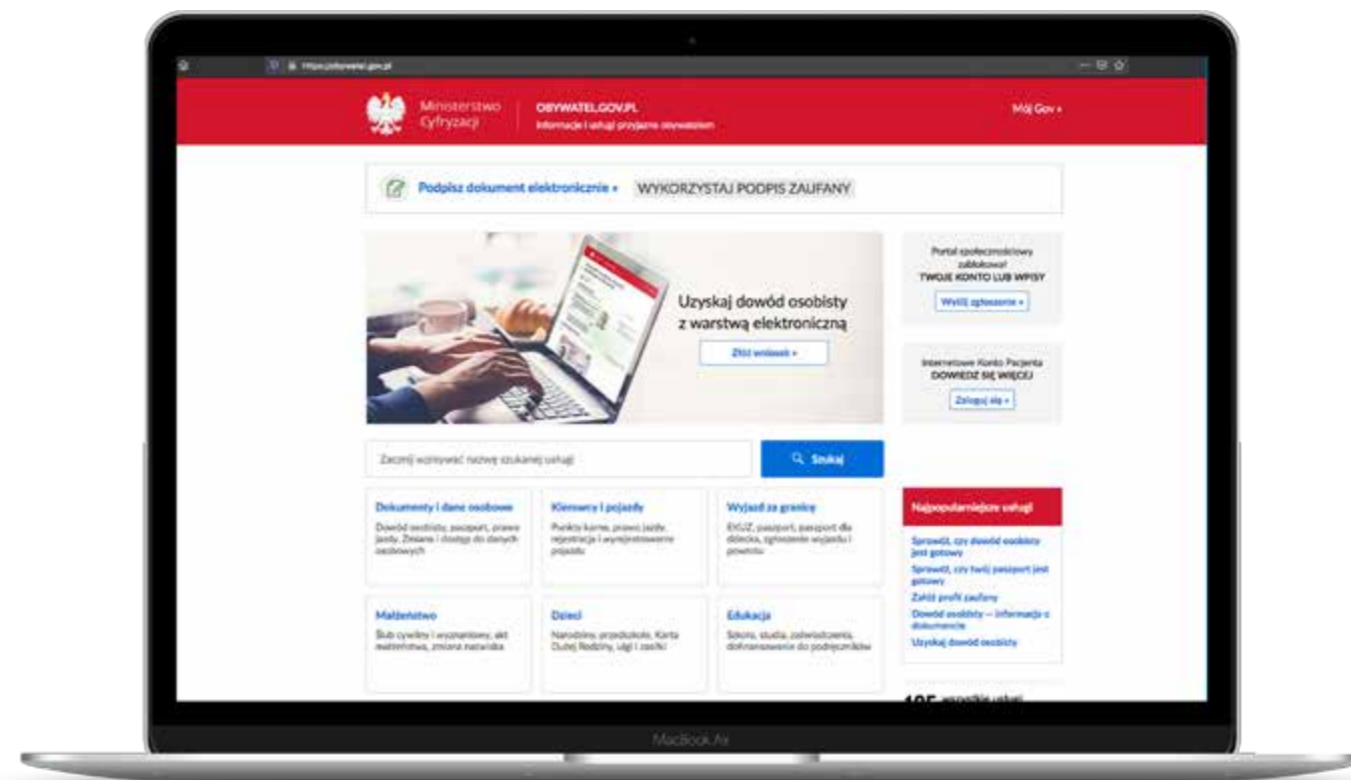 https://obywatel.gov.pl
Ministerstwo
Cyfryzacji
OBYWATEL.GOV.PL
Informacje i usługi przyjazne obywatelom
Mój Gov
Podpisz dokument elektronicznie »
WYKORZYSTAJ PODPIS ZAUFANY
Uzyskaj dowód osobisty
z warstwą elektroniczną
Złóż wniosek »
Portal społecznościowy
zablokował
TWOJE KONTO LUB WPISY
Wyślij zgłoszenie »
Internetowe Konto Pacjenta
DOWIEDZ SIĘ WIĘCEJ
Zaloguj się »
Zacznij wpisywać nazwę szukanej usługi
Szukaj
Dokumenty i dane osobowe
Dowód osobisty, paszport, prawo
jazdy. Zmiana i dostęp do danych
osobowych
Kierowcy i pojazdy
Punkty karne, prawo jazdy,
rejestracja i wyrejestrowanie
pojazdu
Wyjazd za granicę
EKUZ, paszport, paszport dla
dziecka, zgłoszenie wyjazdu i
powrotu
Małżeństwo
Ślub cywilny i wyznaniowy, akt
małżeństwa, zmiana nazwiska
Dzieci
Narodziny, przedszkole, Karta
Dużej Rodziny, ulgi i zasiłki
Edukacja
Szkoła, studia, zaświadczenia,
dofinansowanie do podręczników
Najpopularniejsze usługi
Sprawdź, czy dowód osobisty
jest gotowy
Sprawdź, czy twój paszport jest
gotowy
Załóż profil zaufany
Dowód osobisty — informacje o
dokumencie
Uzyskaj dowód osobisty
wszystkie usługi
MacBook Air